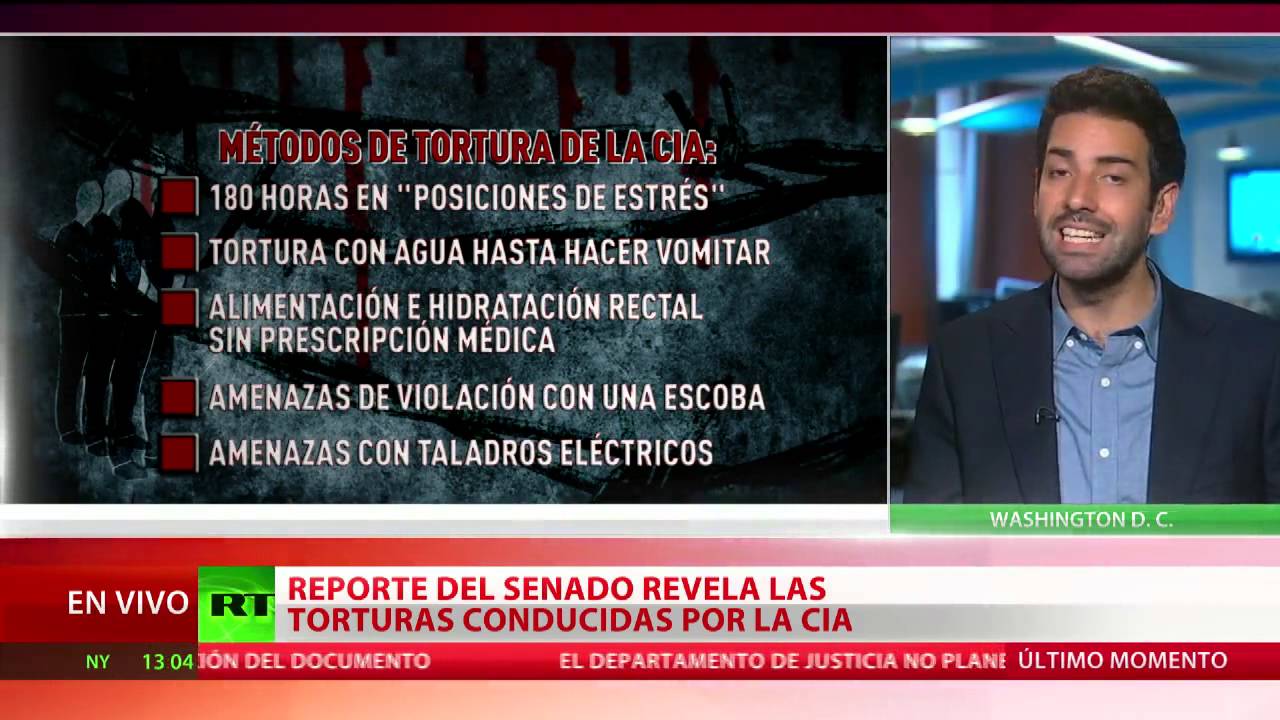 MÉTODOS DE TORTURA DE LA CIA:
180 HORAS EN "POSICIONES DE ESTRÉS"
TORTURA CON AGUA HASTA HACER VOMITAR
ALIMENTACIÓN E HIDRATACIÓN RECTAL
SIN PRESCRIPCIÓN MÉDICA
AMENAZAS DE VIOLACIÓN CON UNA ESCOBA
AMENAZAS CON TALADROS ELÉCTRICOS
WASHINGTON D. C.
EN VIVO
RT
REPORTE DEL SENADO REVELA LAS
TORTURAS CONDUCIDAS POR LA CIA
NY 13:04 IÓN DEL DOCUMENTO EL DEPARTAMENTO DE JUSTICIA NO PLANE ÚLTIMO MOMENTO